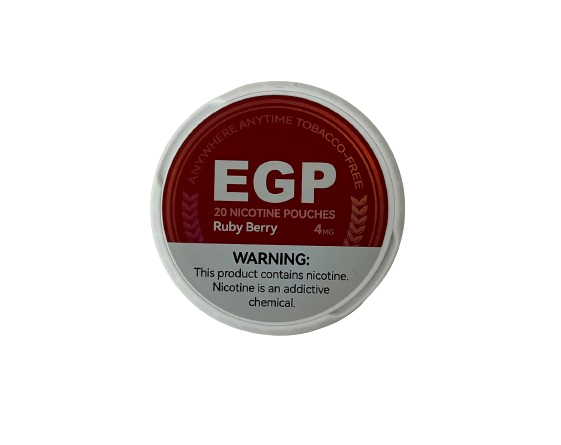 ANYWHERE ANYTIME TOBACCO-FREE
EGP
20 NICOTINE POUCHES
Ruby Berry 4MG
WARNING:
This product contains nicotine.
Nicotine is an addictive
chemical.